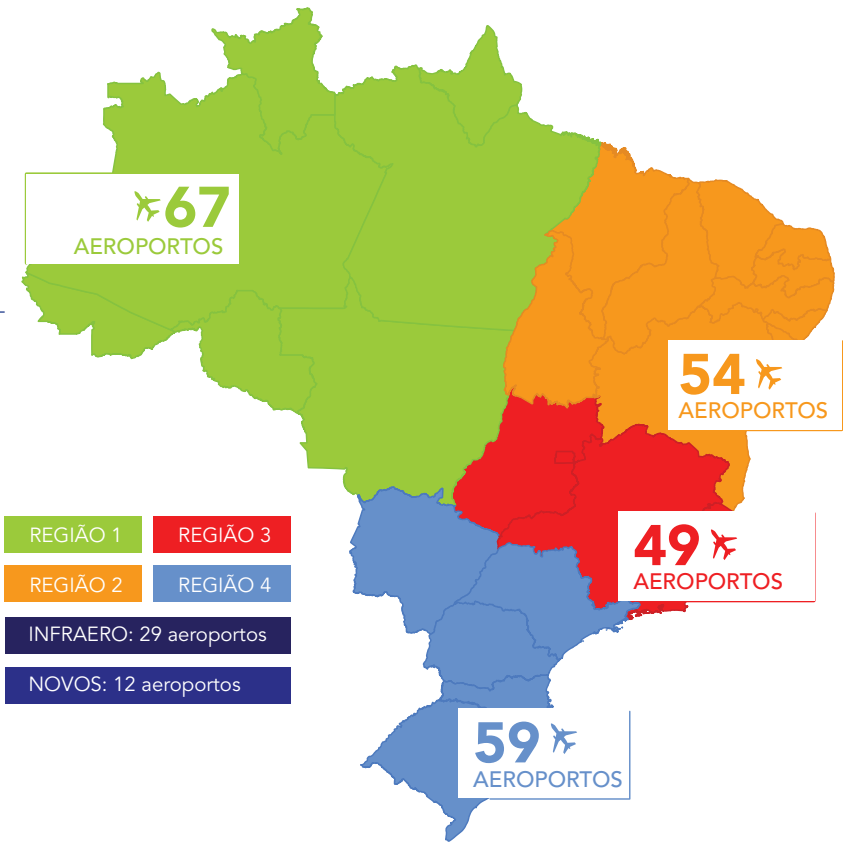 67
AEROPORTOS
54
AEROPORTOS
REGIÃO 1
REGIÃO 3
49
AEROPORTOS
REGIÃO 2
REGIÃO 4
INFRAERO: 29 aeroportos
NOVOS: 12 aeroportos
59
AEROPORTOS